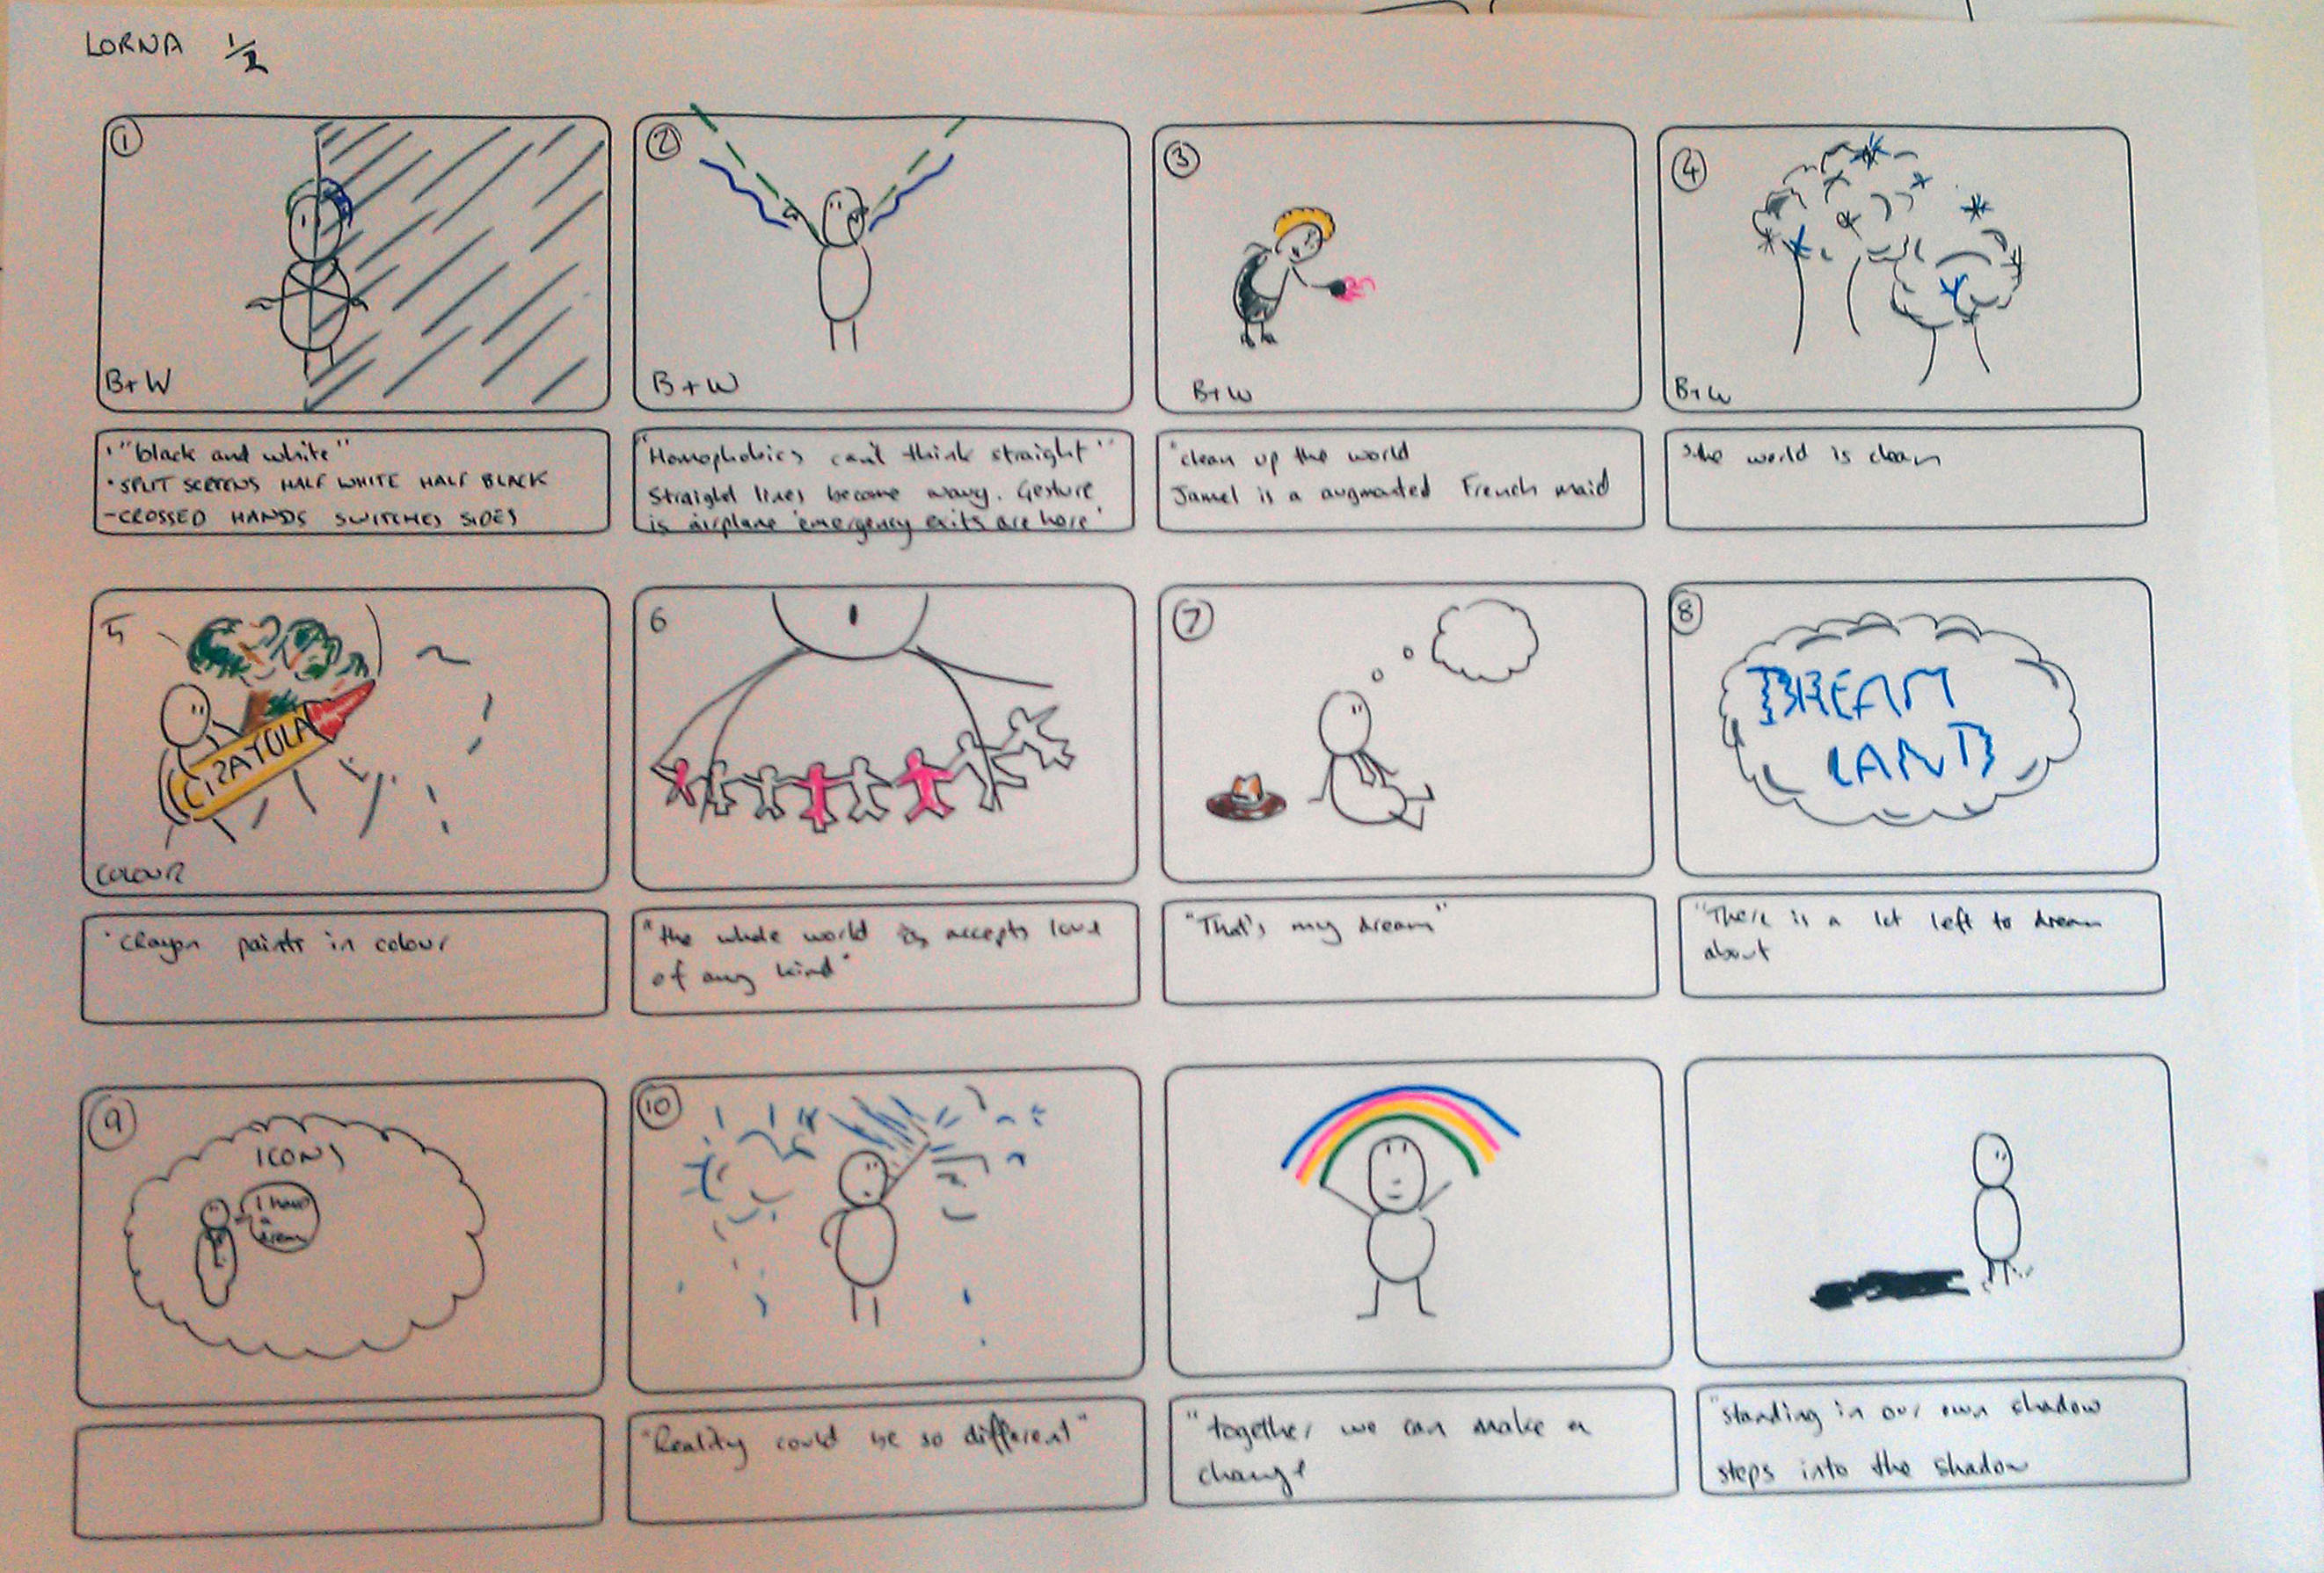 LORNA 1/2
1
B+W
"black and white"
• SPLIT SCREENS HALF WHITE HALF BLACK
- CROSSED HANDS SWITCHES SIDES
2
B+W
"Homophobics can't think straight"
Straight lines become wavy. Gesture
is airplane 'emergency exits are here'
3
B+W
"clean up the world
Jamel is a augmented French maid
4
B+W
the world is clean
5
CRAYOLA
COLOUR
• crayon paints in colour
6
"the whole world accepts love
of any kind"
7
"That's my dream"
8
DREAM
LAND
"There is a lot left to dream
about
9
ICONS
I have
a
dream
10
"Reality could be so different"
"together we can make a
change
"standing in our own shadow
steps into the shadow